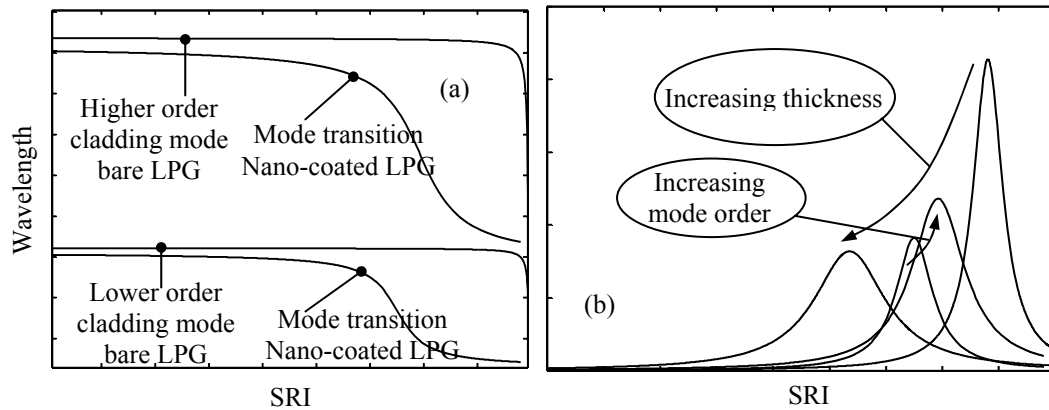 Wavelength
(a)
Higher order
cladding mode
bare LPG
Mode transition
Nano-coated LPG
Lower order
cladding mode
bare LPG
Mode transition
Nano-coated LPG
SRI
Increasing thickness
Increasing
mode order
(b)
SRI